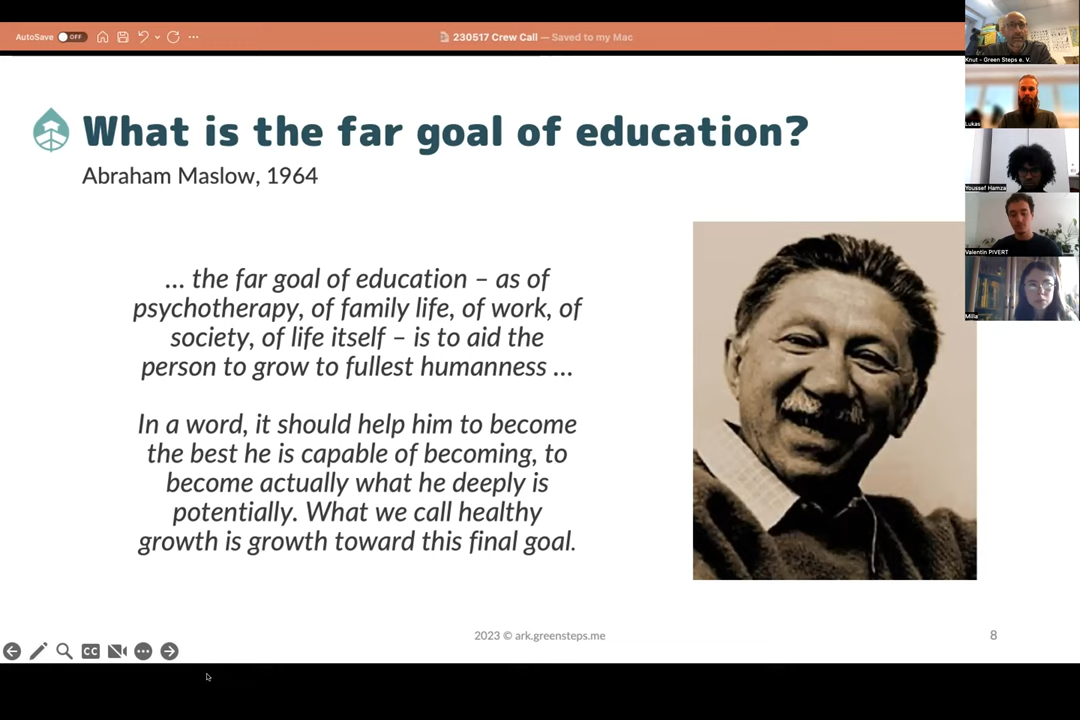 AutoSave OFF
230517 Crew Call — Saved to my Mac
What is the far goal of education?
Abraham Maslow, 1964
... the far goal of education – as of
psychotherapy, of family life, of work, of
society, of life itself – is to aid the
person to grow to fullest humanness ...
In a word, it should help him to become
the best he is capable of becoming, to
become actually what he deeply is
potentially. What we call healthy
growth is growth toward this final goal.
2023 © ark.greensteps.me
8
CC
Knut - Green Steps e. V.
Lukas
Youssef Hamza
Valentin PIVERT
Milla